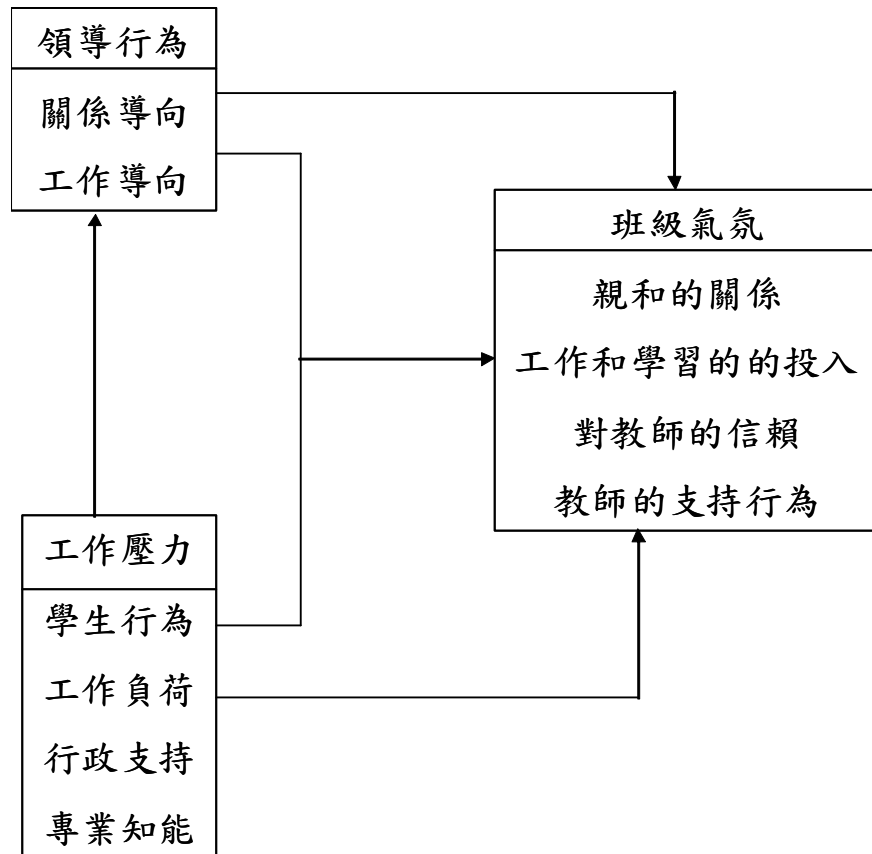 領導行為
關係導向
工作導向
班級氣氛
親和的關係
工作和學習的的投入
對教師的信賴
教師的支持行為
工作壓力
學生行為
工作負荷
行政支持
專業知能